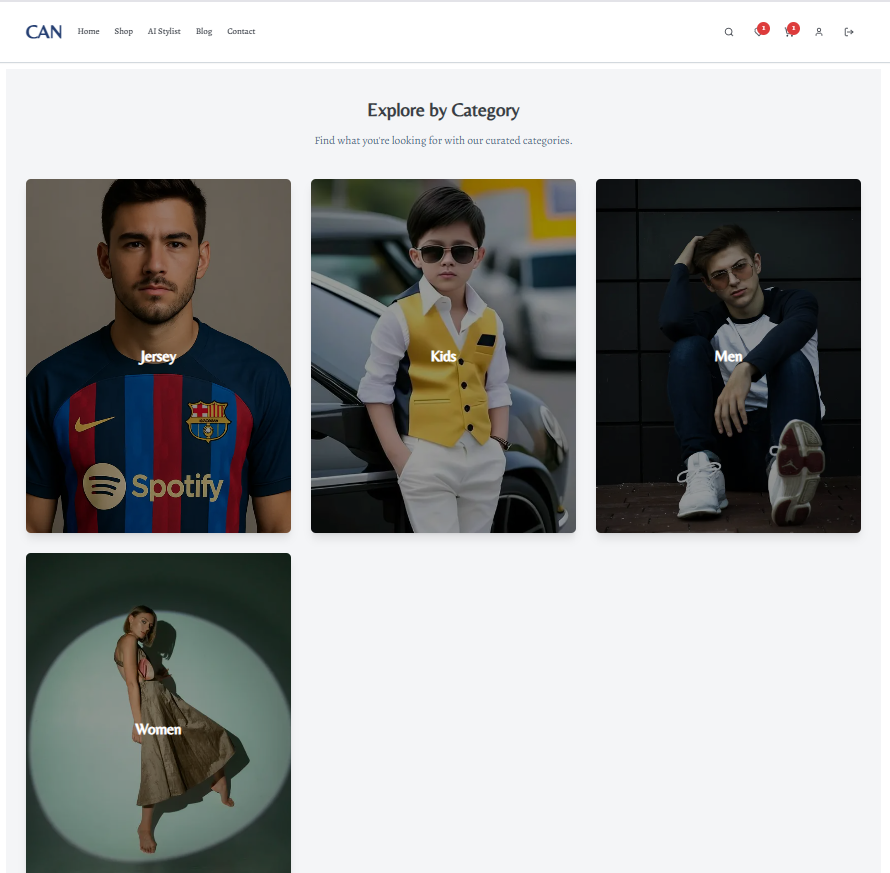 CAN Home Shop AI Stylist Blog Contact 1 1
Explore by Category
Find what you're looking for with our curated categories.
Jersey
Kids
Men
Spotify
Women